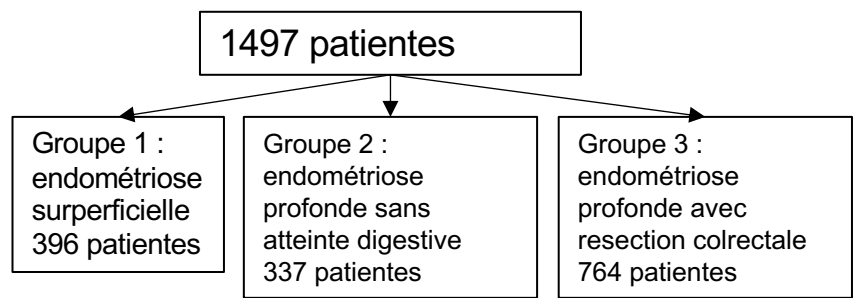 1497 patientes
Groupe 1 :
endométriose
surperficielle
396 patientes
Groupe 2 :
endométriose
profonde sans
atteinte digestive
337 patientes
Groupe 3 :
endométriose
profonde avec
resection colrectale
764 patientes